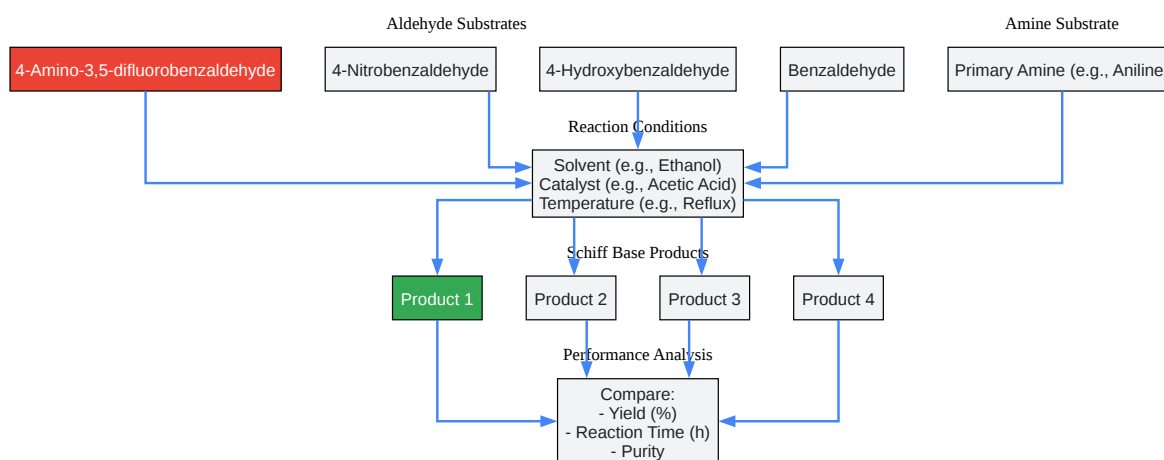 Aldehyde Substrates
Amine Substrate
4-Amino-3,5-difluorobenzaldehyde
4-Nitrobenzaldehyde
4-Hydroxybenzaldehyde
Benzaldehyde
Primary Amine (e.g., Aniline
Reaction Conditions
Solvent (e.g., Ethanol)
Catalyst (e.g., Acetic Acid)
Temperature (e.g., Reflux)
Schiff Base Products
Product 1
Product 2
Product 3
Product 4
Performance Analysis
Compare:
- Yield (%)
- Reaction Time (h)
- Purity